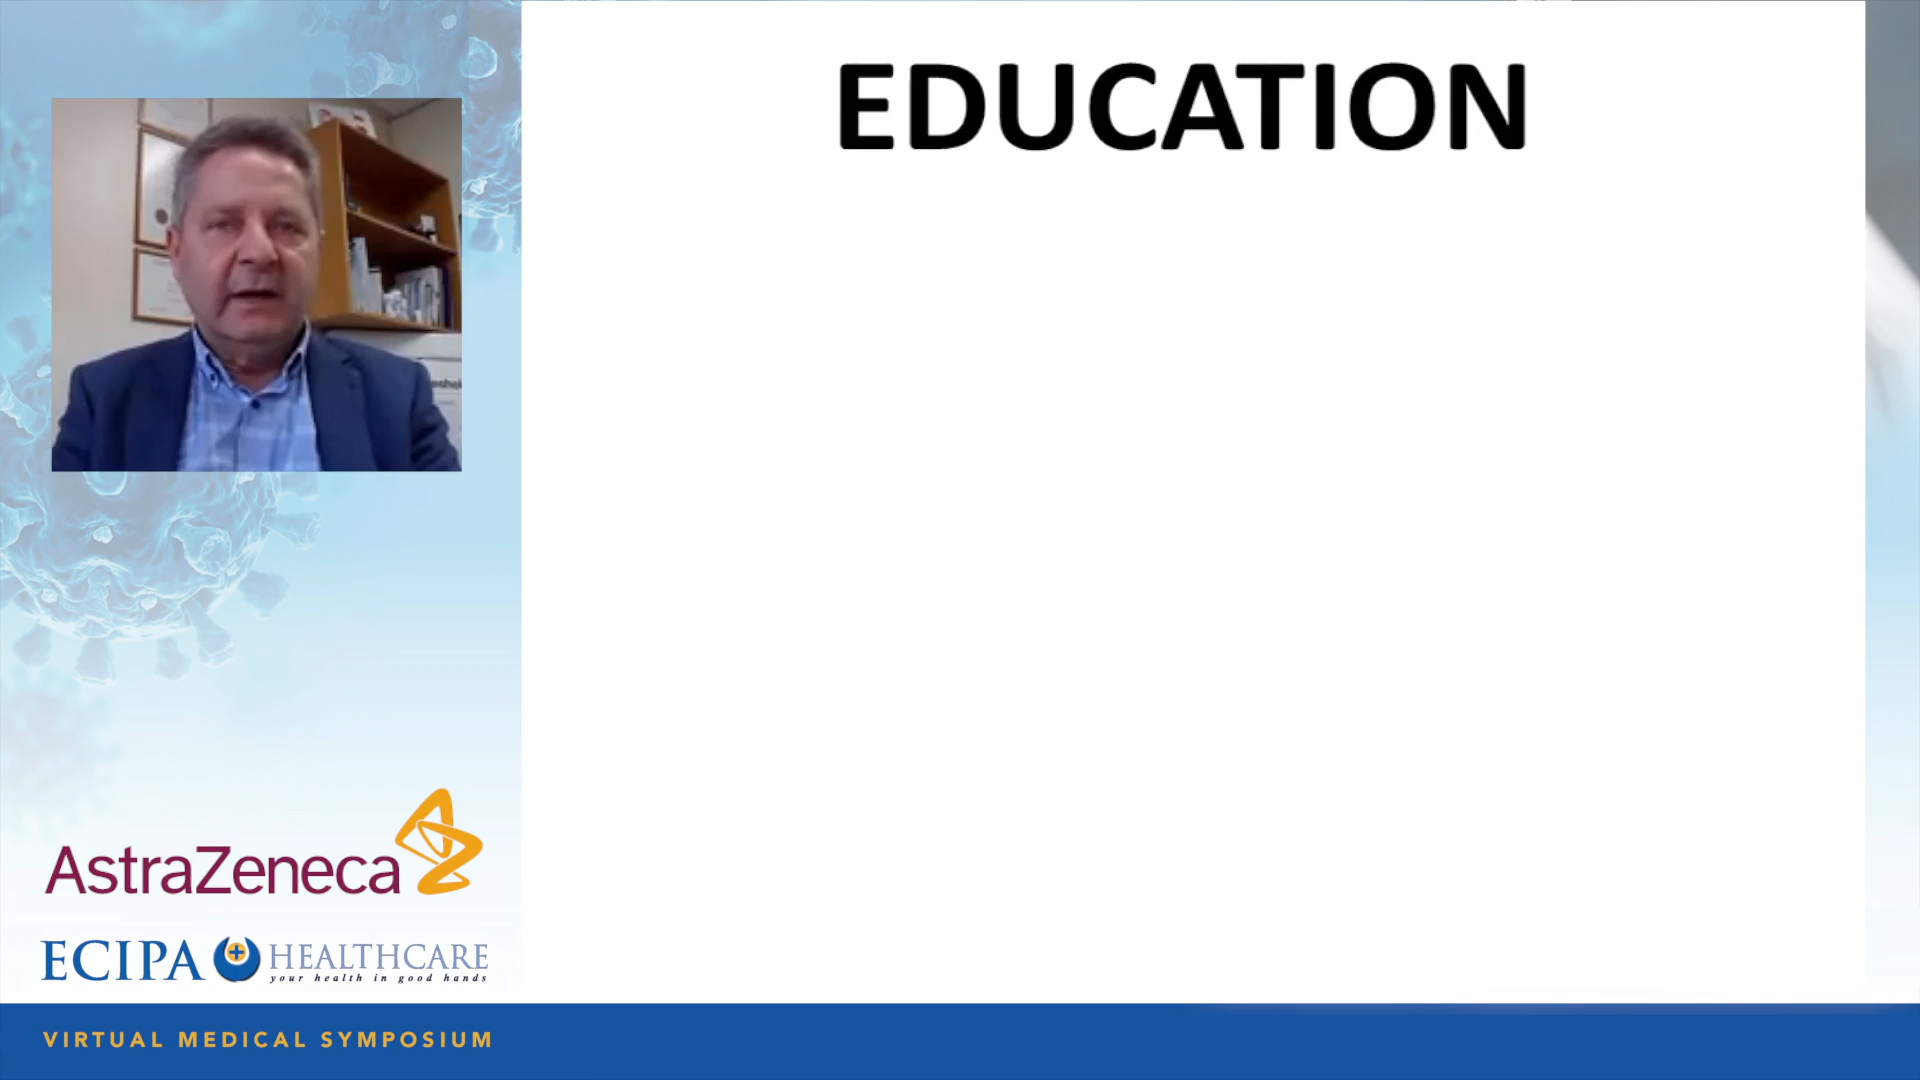 EDUCATION
AstraZeneca
ECIPA HEALTHCARE
your health in good hands
VIRTUAL MEDICAL SYMPOSIUM